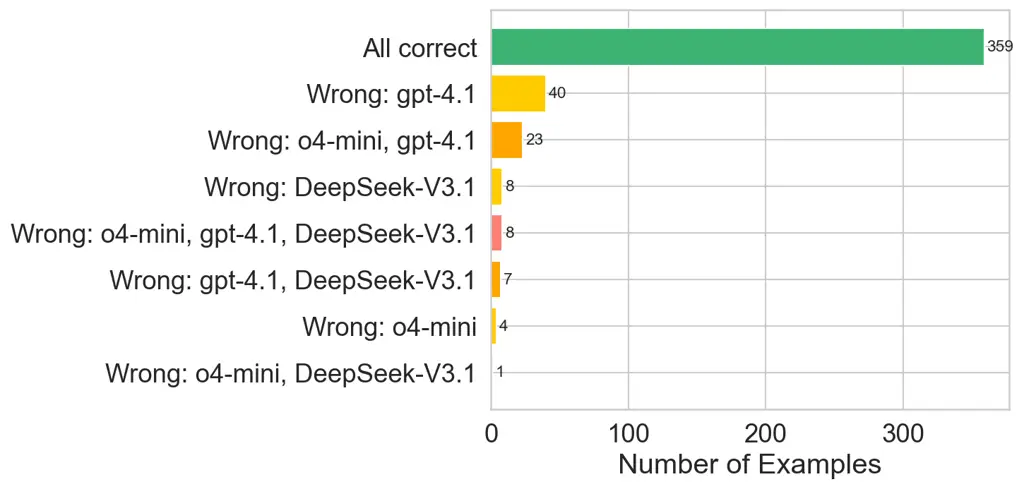 All correct 359
Wrong: gpt-4.1 40
Wrong: o4-mini, gpt-4.1 23
Wrong: DeepSeek-V3.1 8
Wrong: o4-mini, gpt-4.1, DeepSeek-V3.1 8
Wrong: gpt-4.1, DeepSeek-V3.1 7
Wrong: o4-mini 4
Wrong: o4-mini, DeepSeek-V3.1 1
0 100 200 300
Number of Examples